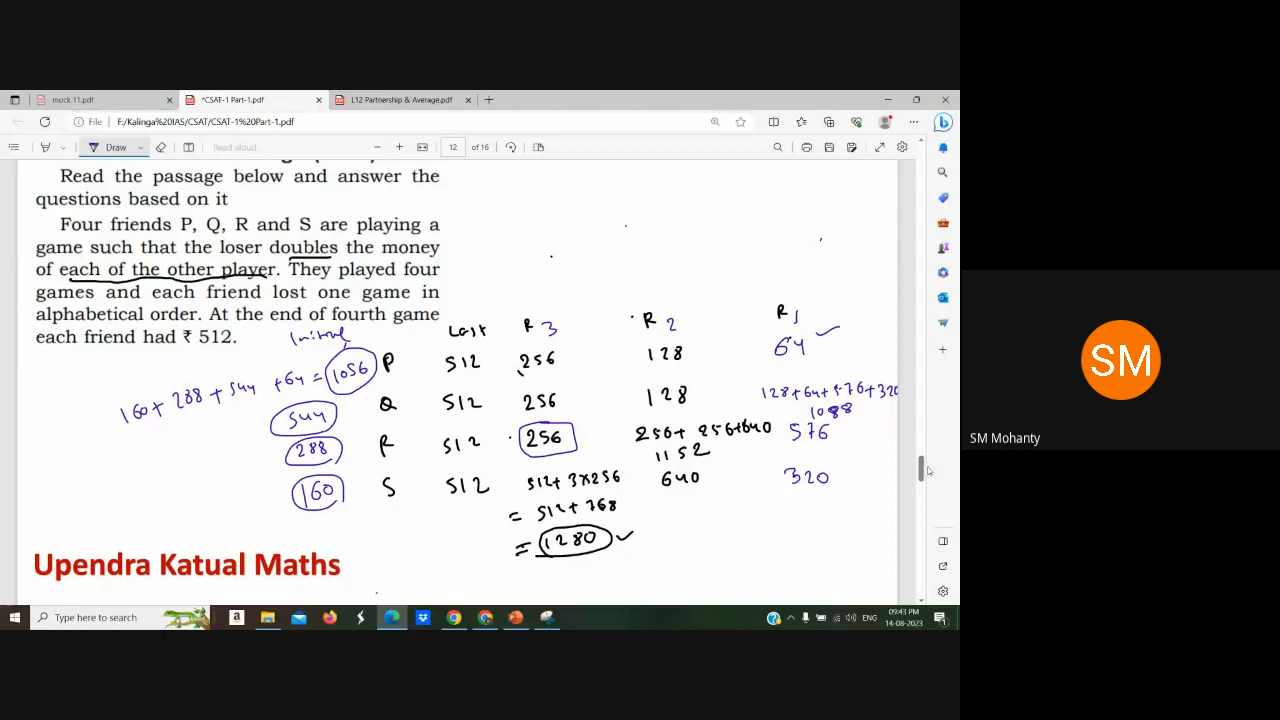 mock 11.pdf
*CSAT-1 Part-1.pdf
L12 Partnership & Average.pdf
File
F:/Kalinga%20IAS/CSAT/CSAT-1%20Part-1.pdf
Draw
Read aloud
12
of 16
Read the passage below and answer the
questions based on it
Four friends P, Q, R and S are playing a
game such that the loser doubles the money
of each of the other player. They played four
games and each friend lost one game in
alphabetical order. At the end of fourth game
each friend had ₹ 512.
Initial Last R 3 R 2 R 1
160+ 288 + 544 + 64 = 1056 P 512 256 128 64
544 Q 512 256 128 128+64+576+320
1088
288 R 512 256 256+ 256+640 576
1152
160 S 512 512+3×256 640 320
= 512+768
= 1280
Upendra Katual Maths
SM
SM Mohanty
Type here to search
ENG
09:43 PM
14-08-2023